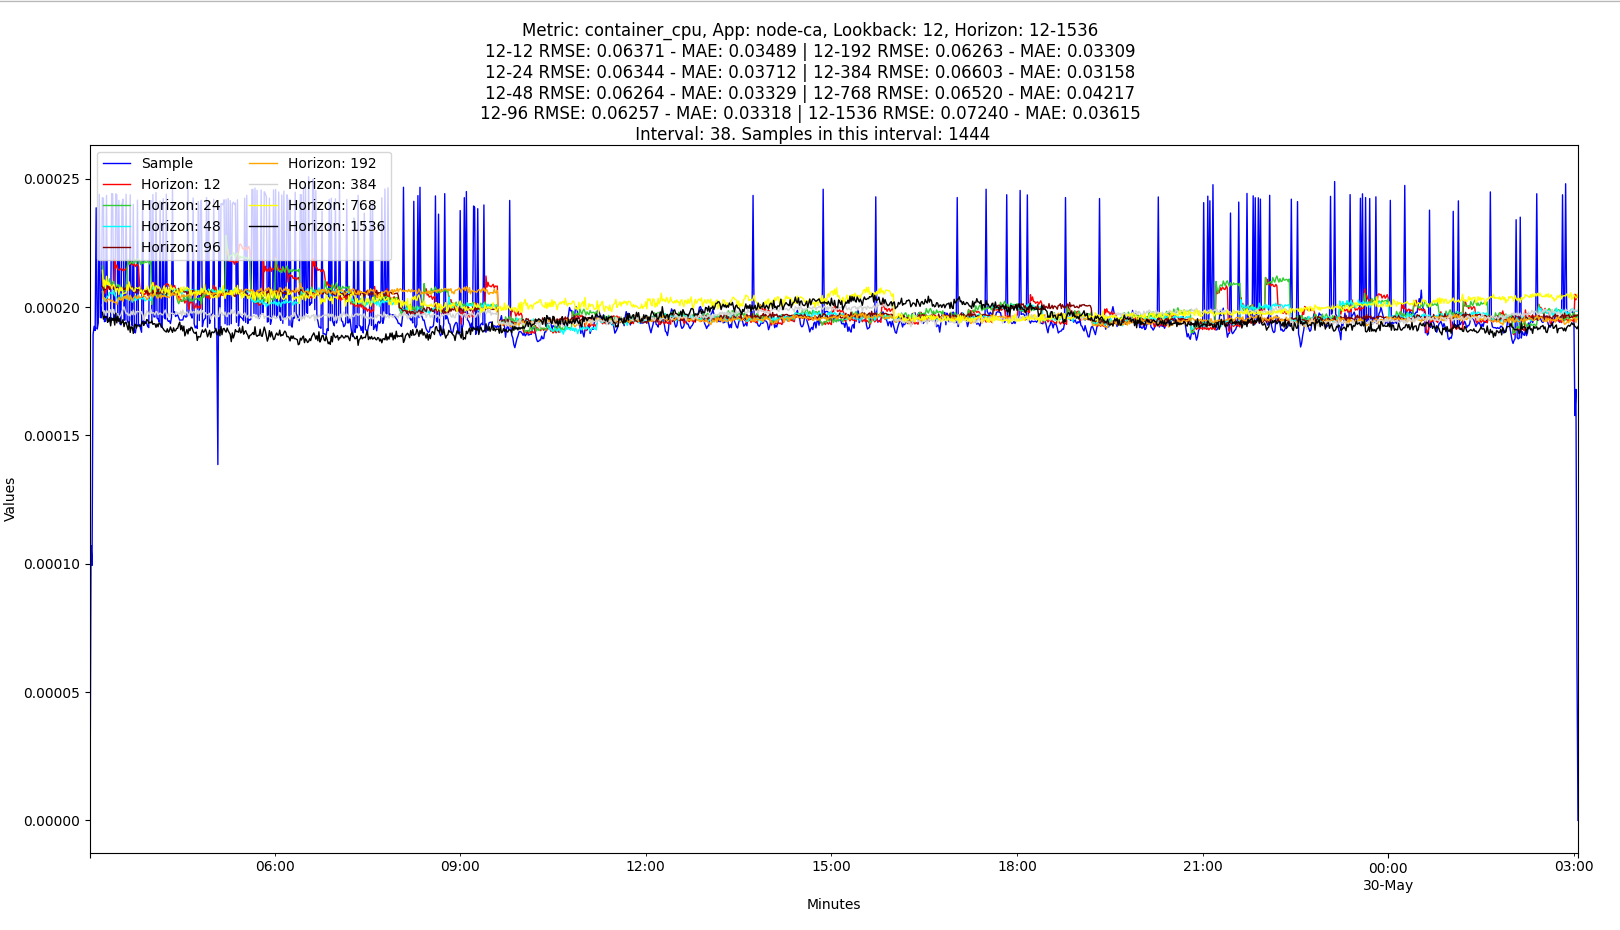 Metric: container_cpu, App: node-ca, Lookback: 12, Horizon: 12-1536
12-12 RMSE: 0.06371 - MAE: 0.03489 | 12-192 RMSE: 0.06263 - MAE: 0.03309
12-24 RMSE: 0.06344 - MAE: 0.03712 | 12-384 RMSE: 0.06603 - MAE: 0.03158
12-48 RMSE: 0.06264 - MAE: 0.03329 | 12-768 RMSE: 0.06520 - MAE: 0.04217
12-96 RMSE: 0.06257 - MAE: 0.03318 | 12-1536 RMSE: 0.07240 - MAE: 0.03615
Interval: 38. Samples in this interval: 1444
Sample
Horizon: 12
Horizon: 24
Horizon: 48
Horizon: 96
Horizon: 192
Horizon: 384
Horizon: 768
Horizon: 1536
0.00025
0.00020
0.00015
0.00010
0.00005
0.00000
Values
06:00
09:00
12:00
15:00
18:00
21:00
00:00
30-May
03:00
Minutes